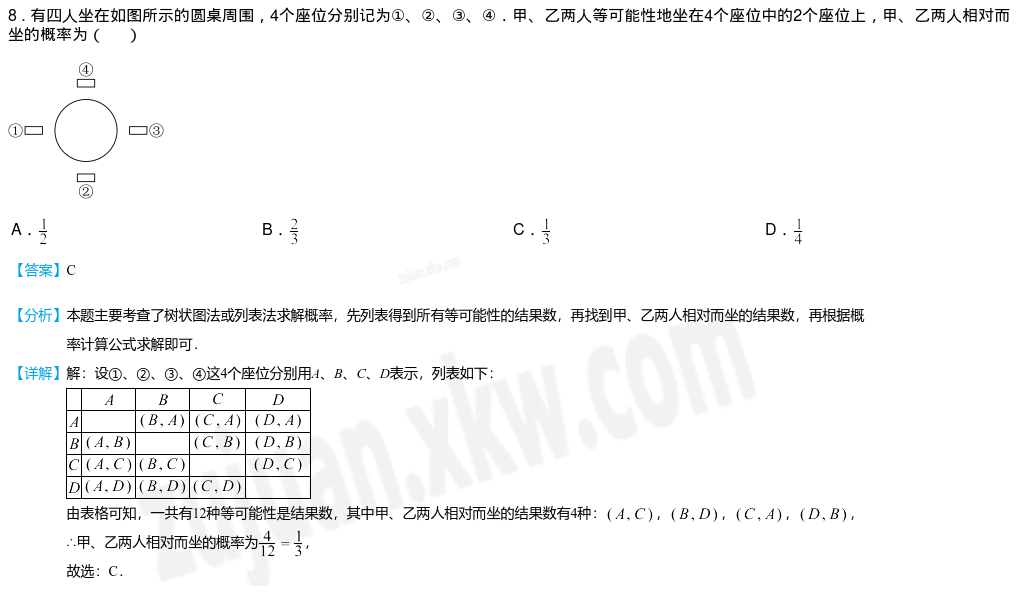 8．有四人坐在如图所示的圆桌周围，4个座位分别记为①、②、③、④．甲、乙两人等可能性地坐在4个座位中的2个座位上，甲、乙两人相对而
坐的概率为（　　）
④
① ③
②
A．1/2 B．2/3 C．1/3 D．1/4
【答案】C
【分析】本题主要考查了树状图法或列表法求解概率，先列表得到所有等可能性的结果数，再找到甲、乙两人相对而坐的结果数，再根据概
率计算公式求解即可．
【详解】解：设①、②、③、④这4个座位分别用A、B、C、D表示，列表如下：
A B C D
A (B,A) (C,A) (D,A)
B (A,B) (C,B) (D,B)
C (A,C) (B,C) (D,C)
D (A,D) (B,D) (C,D)
由表格可知，一共有12种等可能性是结果数，其中甲、乙两人相对而坐的结果数有4种：(A,C)，(B,D)，(C,A)，(D,B)，
∴甲、乙两人相对而坐的概率为4/12=1/3，
故选：C．
zujuan.xkw.com
zujuan.xkw.com